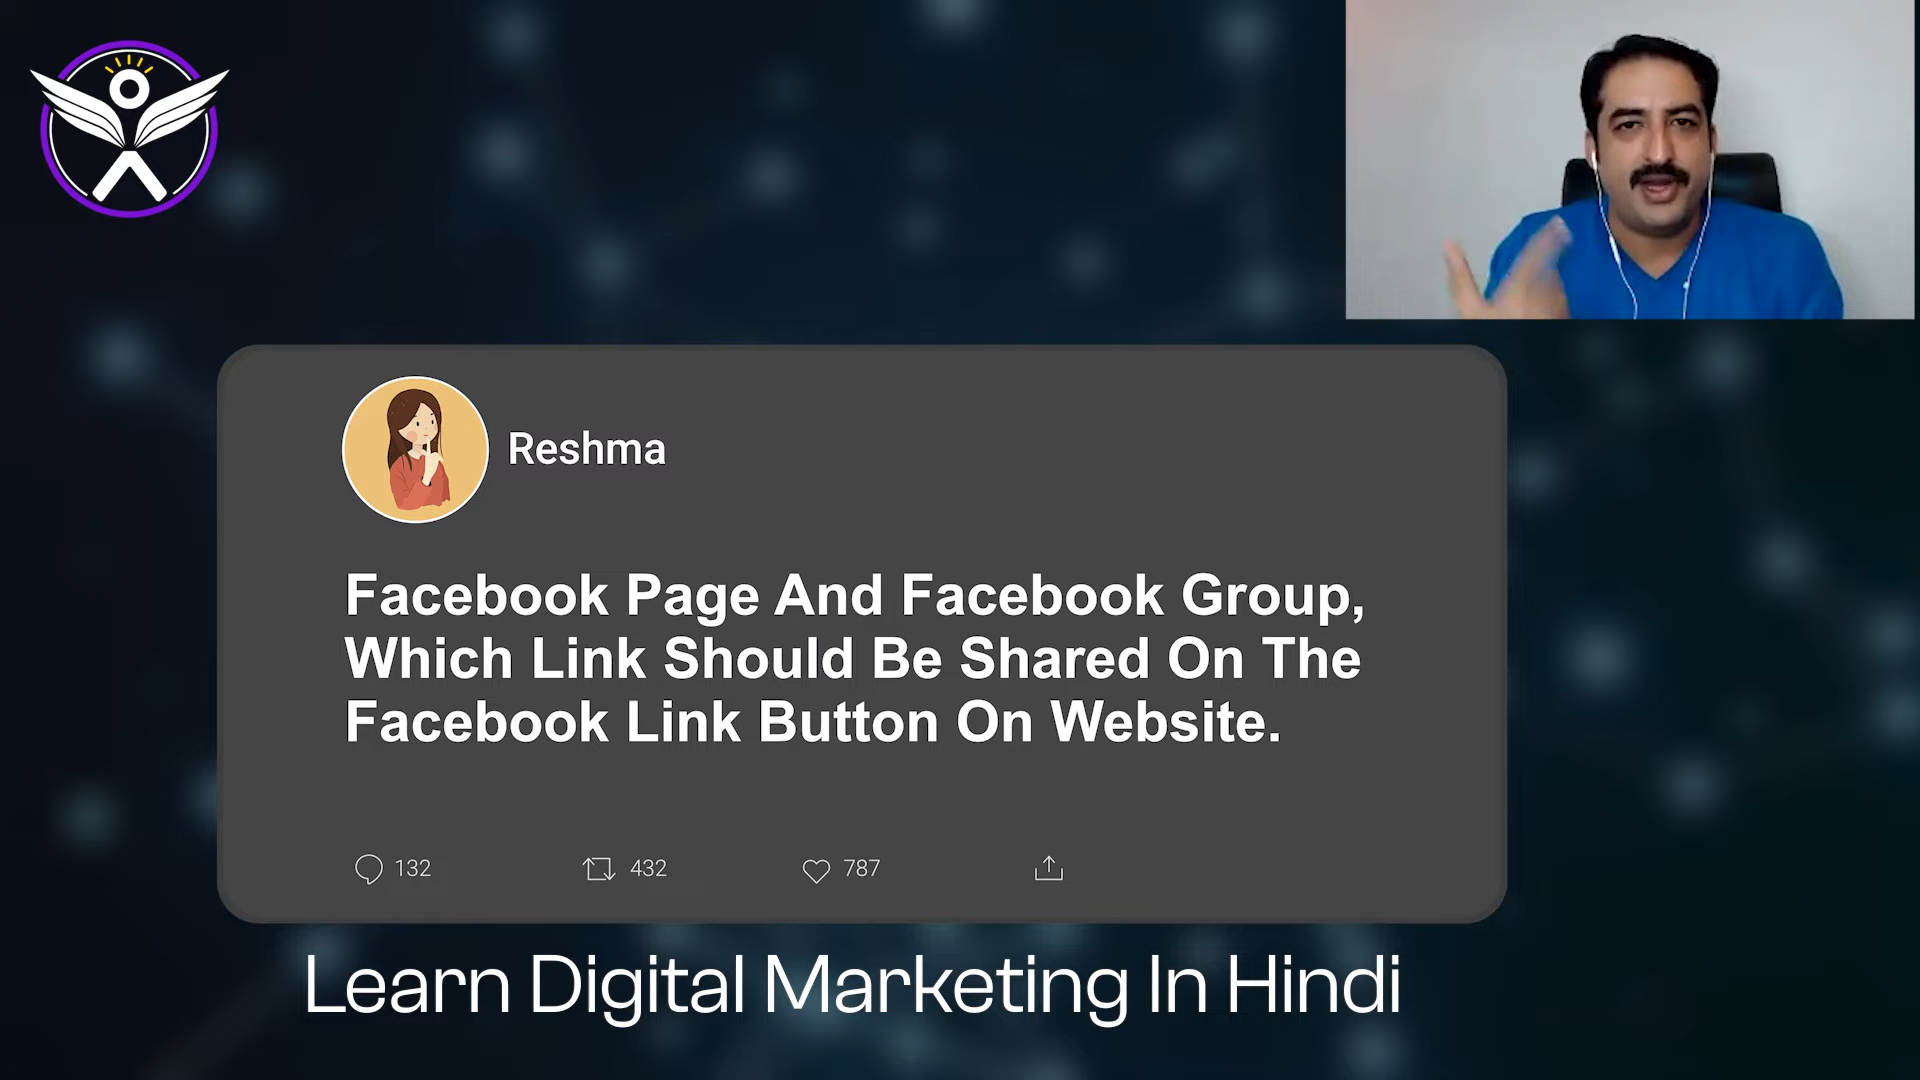 Reshma
Facebook Page And Facebook Group,
Which Link Should Be Shared On The
Facebook Link Button On Website.
132 432 787
Learn Digital Marketing In Hindi